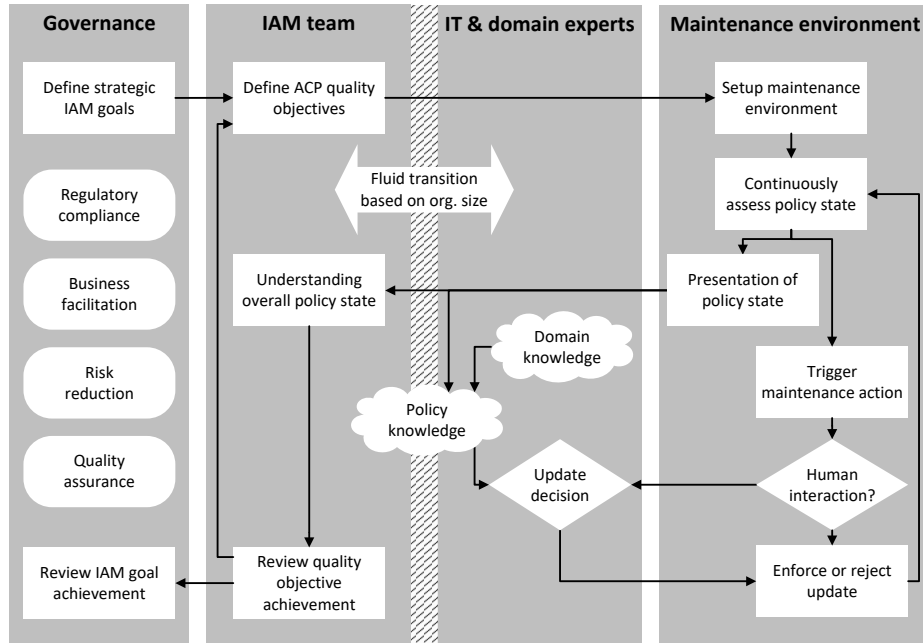 Governance
IAM team
IT & domain experts
Maintenance environment
Define strategic
IAM goals
Define ACP quality
objectives
Setup maintenance
environment
Regulatory
compliance
Fluid transition
based on org. size
Continuously
assess policy state
Business
facilitation
Understanding
overall policy state
Presentation of
policy state
Domain
knowledge
Risk
reduction
Trigger
maintenance action
Policy
knowledge
Quality
assurance
Update
decision
Human
interaction?
Review IAM goal
achievement
Review quality
objective
achievement
Enforce or reject
update